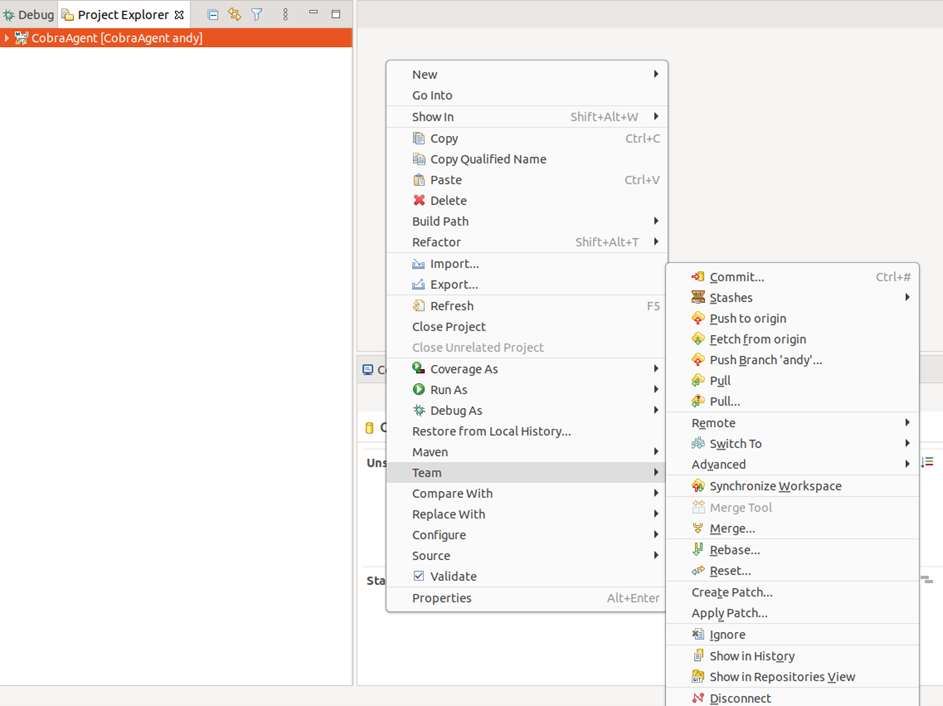 Debug Project Explorer
CobraAgent [CobraAgent andy]
New
Go Into
Show In Shift+Alt+W
Copy Ctrl+C
Copy Qualified Name
Paste Ctrl+V
Delete
Build Path
Refactor Shift+Alt+T
Import...
Export...
Refresh F5
Close Project
Close Unrelated Project
Coverage As
Run As
Debug As
Restore from Local History...
Maven
Team
Compare With
Replace With
Configure
Source
Validate
Properties Alt+Enter
Commit... Ctrl+#
Stashes
Push to origin
Fetch from origin
Push Branch 'andy'...
Pull
Pull...
Remote
Switch To
Advanced
Synchronize Workspace
Merge Tool
Merge...
Rebase...
Reset...
Create Patch...
Apply Patch...
Ignore
Show in History
Show in Repositories View
Disconnect
Uns
Sta